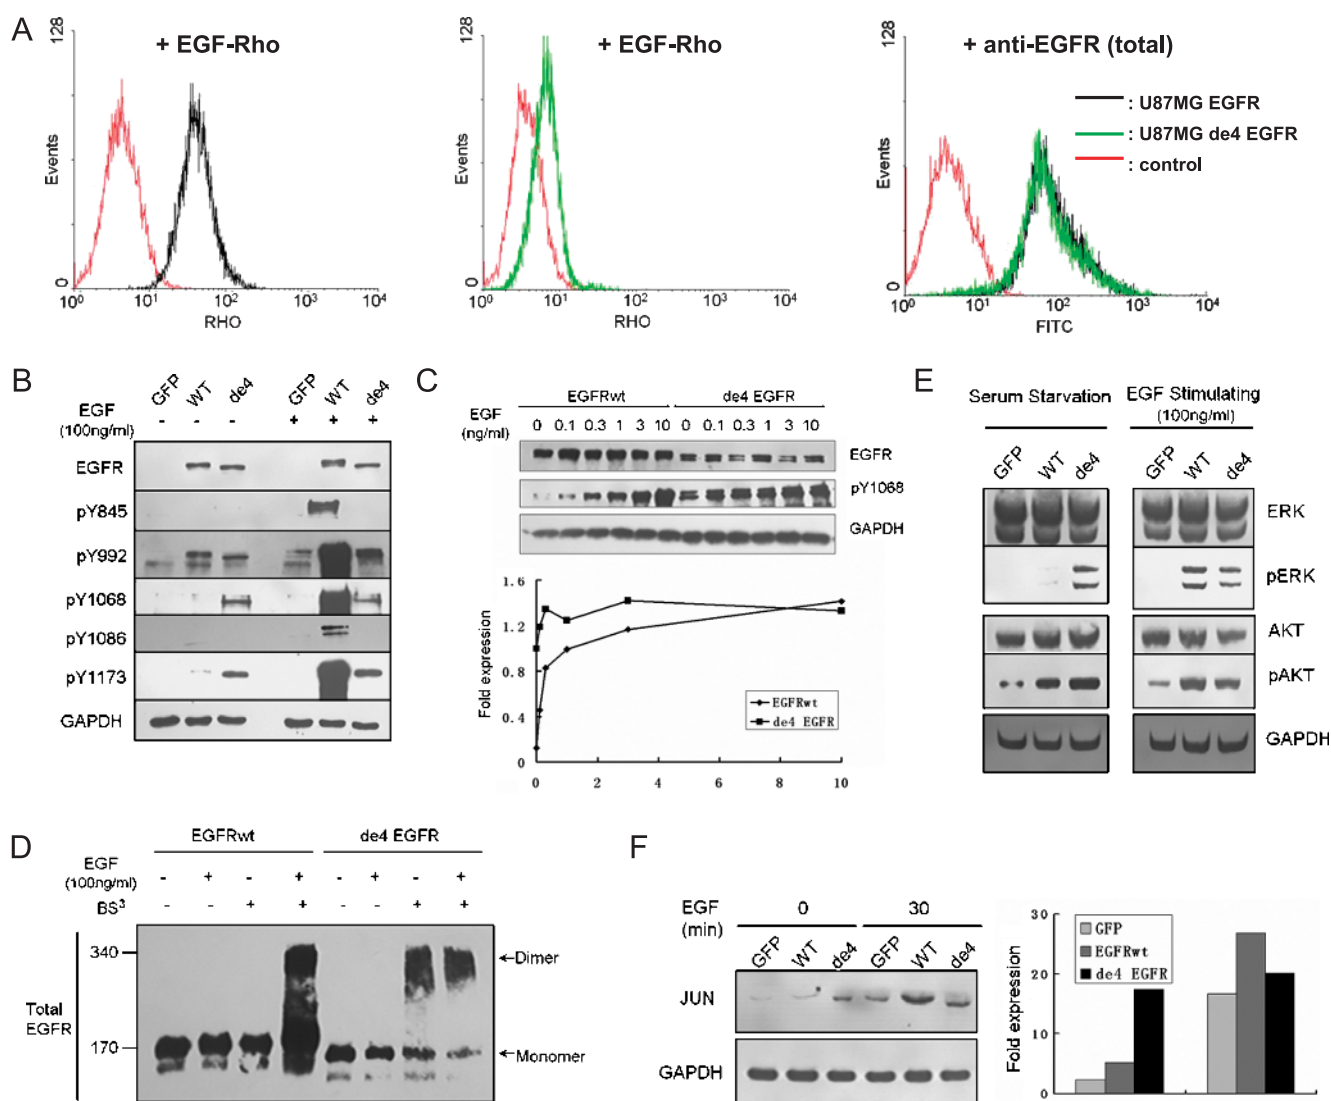 A
128
Events
0
+ EGF-Rho
10⁰ 10¹ 10² 10³ 10⁴
RHO
128
Events
0
+ EGF-Rho
10⁰ 10¹ 10² 10³ 10⁴
RHO
128
Events
0
+ anti-EGFR (total)
: U87MG EGFR
: U87MG de4 EGFR
: control
10⁰ 10¹ 10² 10³ 10⁴
FITC
B
GFP WT de4 GFP WT de4
EGF - - - + + +
(100ng/ml)
EGFR
pY845
pY992
pY1068
pY1086
pY1173
GAPDH
C
EGFRwt de4 EGFR
EGF
(ng/ml)
0 0.1 0.3 1 3 10 0 0.1 0.3 1 3 10
EGFR
pY1068
GAPDH
Fold expression
1.6
1.2
0.8
0.4
0
EGFRwt
de4 EGFR
0 2 4 6 8 10
E
Serum Starvation
EGF Stimulating
(100ng/ml)
GFP WT de4 GFP WT de4
ERK
pERK
AKT
pAKT
GAPDH
D
EGFRwt de4 EGFR
EGF - + - + - + - +
(100ng/ml)
BS³ - - + + - - + +
Total
EGFR
340
170
←Dimer
←Monomer
F
EGF
(min)
0 30
GFP WT de4 GFP WT de4
JUN
GAPDH
Fold expression
30
20
10
0
GFP
EGFRwt
de4 EGFR